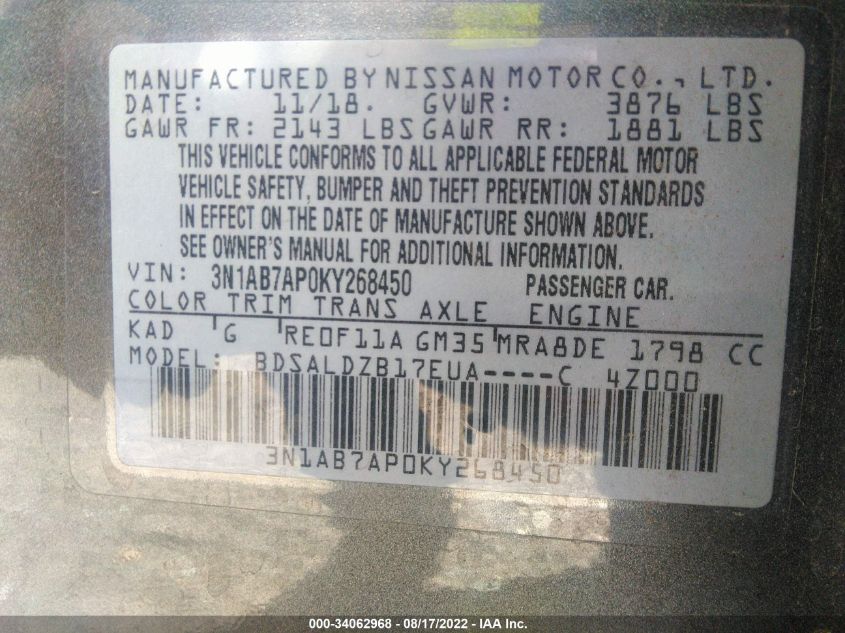 MANUFACTURED BY NISSAN MOTOR CO., LTD.
DATE: 11/18. GVWR: 3876 LBS
GAWR FR: 2143 LBS GAWR RR: 1881 LBS
THIS VEHICLE CONFORMS TO ALL APPLICABLE FEDERAL MOTOR
VEHICLE SAFETY, BUMPER AND THEFT PREVENTION STANDARDS
IN EFFECT ON THE DATE OF MANUFACTURE SHOWN ABOVE.
SEE OWNER'S MANUAL FOR ADDITIONAL INFORMATION.
VIN: 3N1AB7AP0KY268450 PASSENGER CAR.
COLOR TRIM TRANS AXLE ENGINE
KAD G RE0F11A GM35 MRA8DE 1798 CC
MODEL: BDSALDZB17EUA----C 4Z000
3N1AB7AP0KY268450
000-34062968 - 08/17/2022 - IAA Inc.